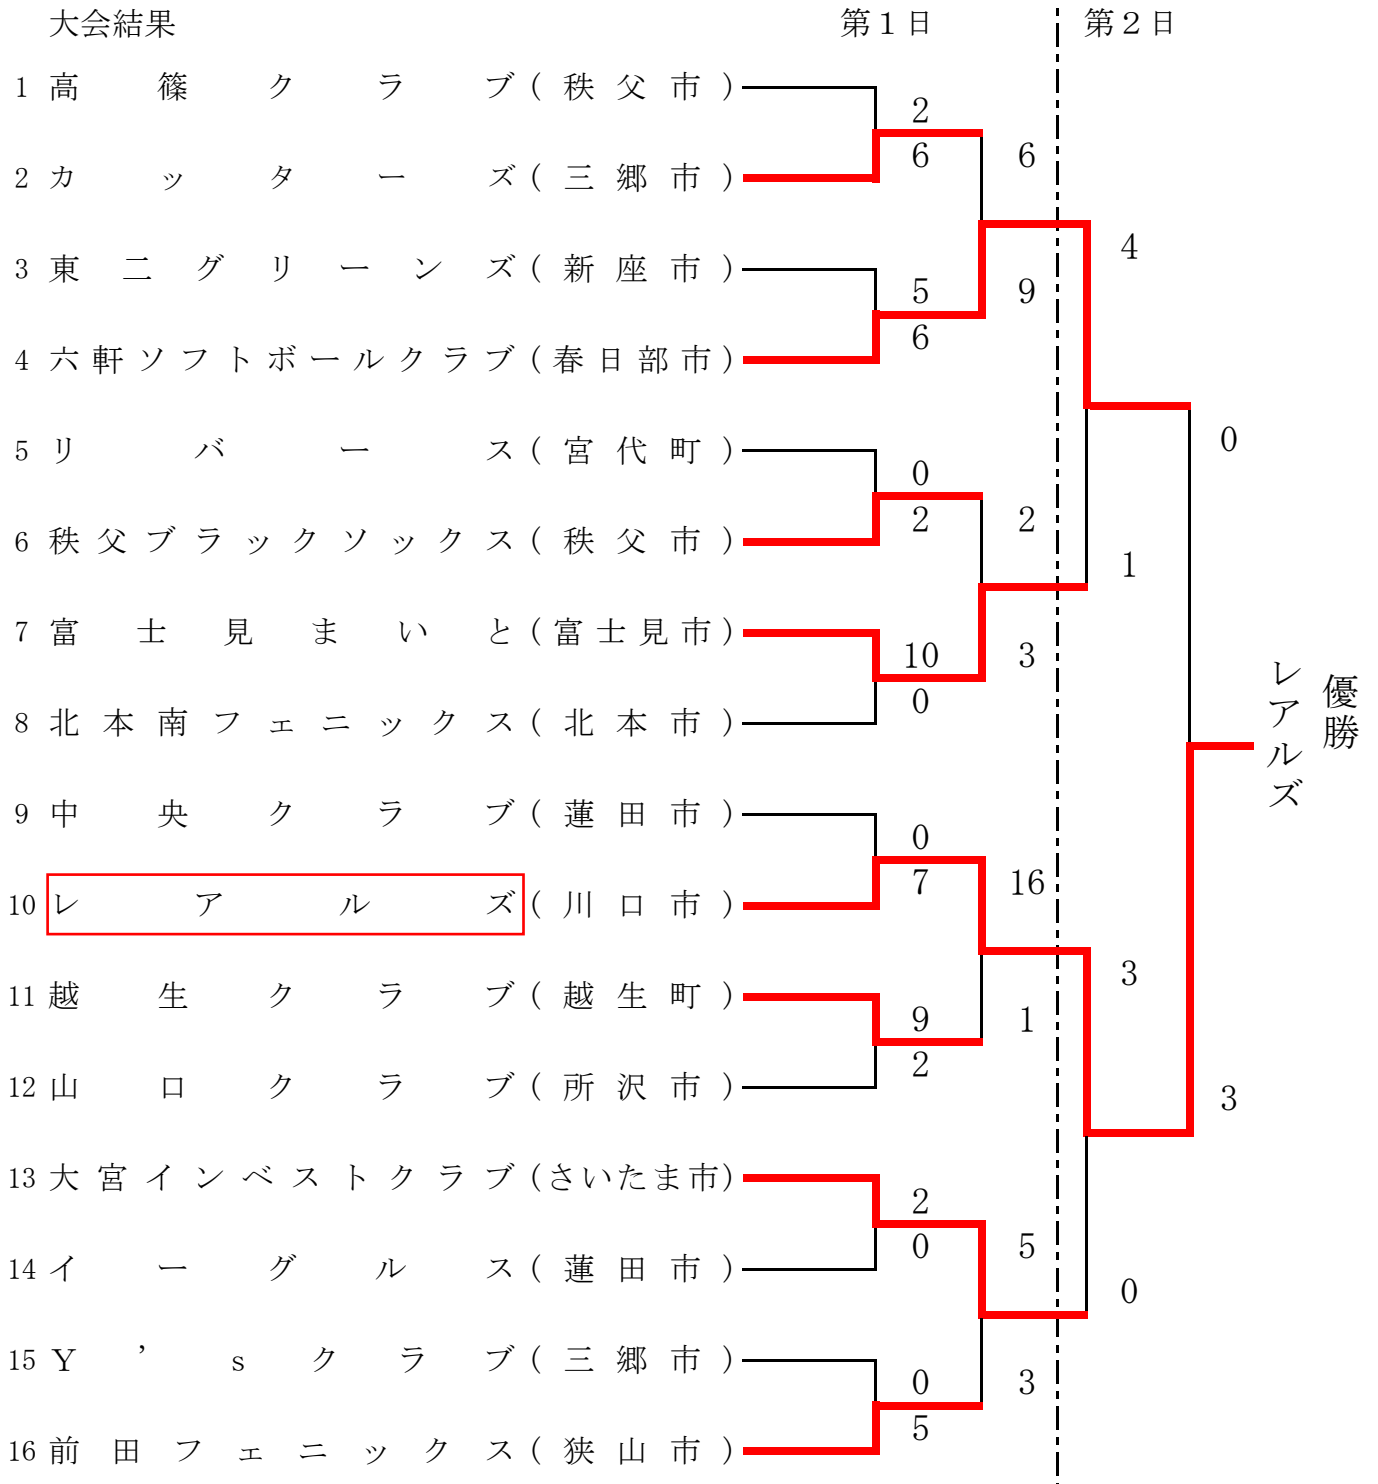 大会結果 第１日 第２日
1 高篠クラブ(秩父市)
2
6 6
2 カッターズ(三郷市)
4
3 東二グリーンズ(新座市)
5 9
6
4 六軒ソフトボールクラブ(春日部市)
0
5 リバース(宮代町)
0
2 2
6 秩父ブラックソックス(秩父市)
1
7 富士見まいと(富士見市)
10 3
0
8 北本南フェニックス(北本市)
優勝
レアルズ
9 中央クラブ(蓮田市)
0
7 16
10 レアルズ(川口市)
3
11 越生クラブ(越生町)
9 1
2
12 山口クラブ(所沢市)
3
13 大宮インベストクラブ(さいたま市)
2
0 5
14 イーグルス(蓮田市)
0
15 Ｙ’ｓクラブ(三郷市)
0 3
5
16 前田フェニックス(狭山市)